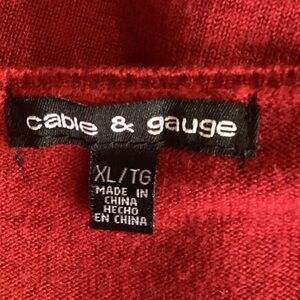 cable & gauge
XL/TG
MADE IN
CHINA
HECHO
EN CHINA